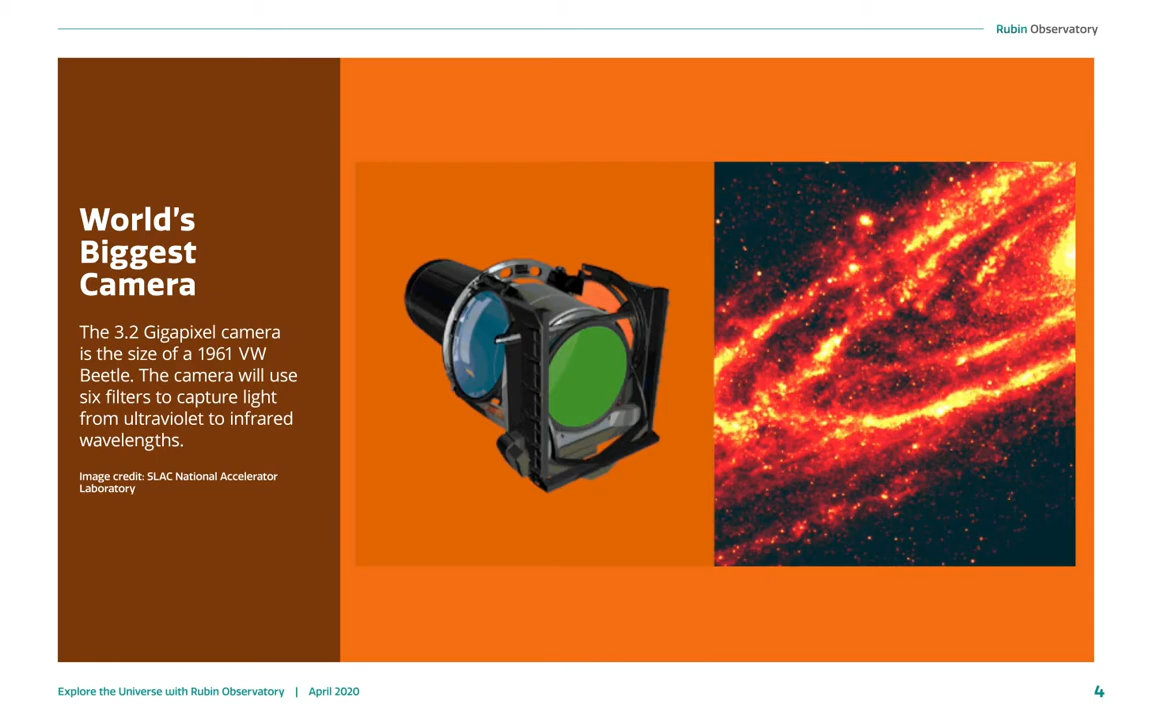 Rubin Observatory
World's
Biggest
Camera
The 3.2 Gigapixel camera
is the size of a 1961 VW
Beetle. The camera will use
six filters to capture light
from ultraviolet to infrared
wavelengths.
Image credit: SLAC National Accelerator
Laboratory
Explore the Universe with Rubin Observatory | April 2020
4